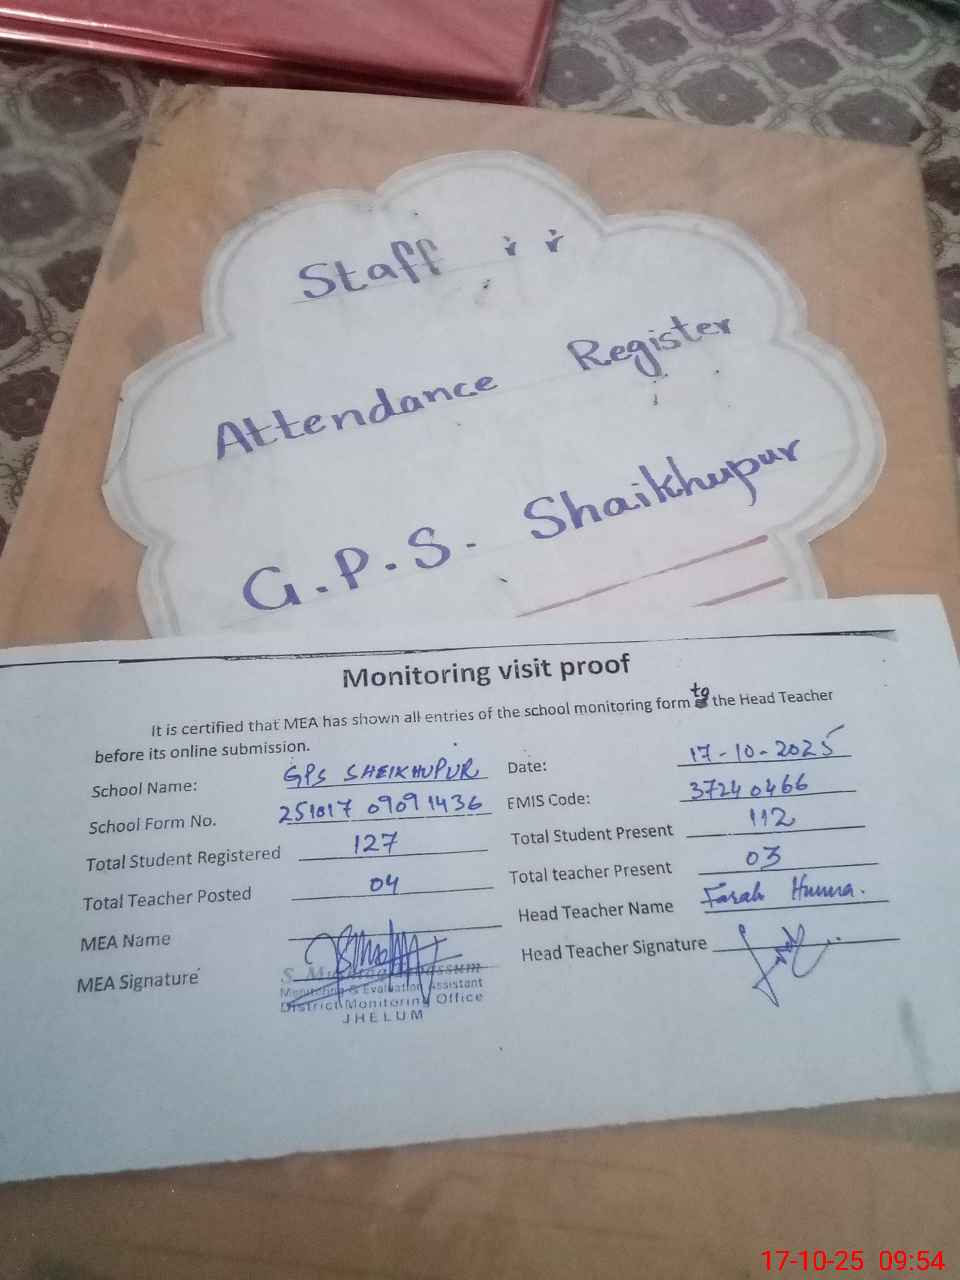 Staff
Attendance Register
G.P.S. Shaikhupur
Monitoring visit proof
It is certified that MEA has shown all entries of the school monitoring form to the Head Teacher
before its online submission.
School Name: GPS SHEIKHUPUR Date: 17-10-2025
School Form No. 251017 09091436 EMIS Code: 37240466
Total Student Registered 127 Total Student Present 112
Total Teacher Posted 04 Total teacher Present 03
MEA Name Head Teacher Name Farah Humna.
MEA Signature Head Teacher Signature
Monitoring & Evaluation Assistant
District Monitoring Office
JHELUM
17-10-25 09:54